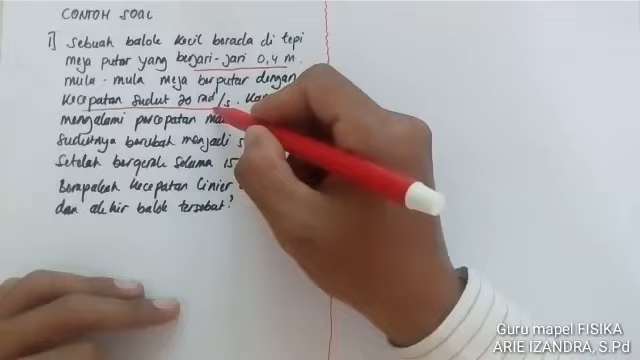 CONTOH SOAL
1] Sebuah balok kecil berada di tepi
meja putar yang berjari-jari 0,4 m.
mula-mula meja berputar dengan
kecepatan sudut 20 rad/s.
mengalami percepatan
sudutnya berubah menjadi
setelah bergerak selama 15
Berapakah kecepatan linier
dan akhir balok tersebut?
Guru mapel FISIKA
ARIE IZANDRA, S.Pd